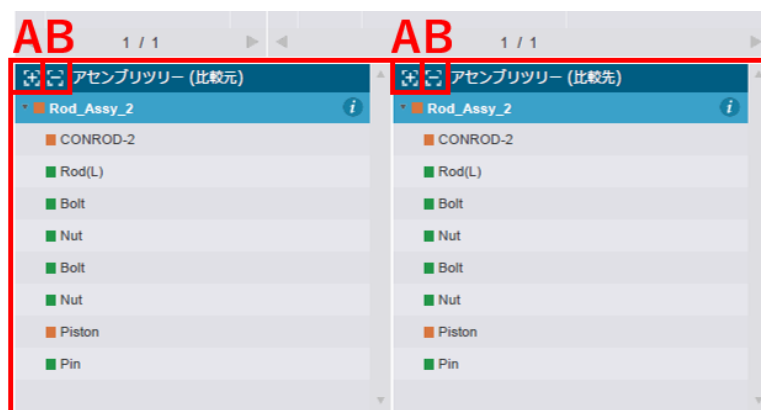 AB
1 / 1
AB
1 / 1
アセンブリツリー (比較元)
Rod_Assy_2
i
CONROD-2
Rod(L)
Bolt
Nut
Bolt
Nut
Piston
Pin
アセンブリツリー (比較先)
Rod_Assy_2
i
CONROD-2
Rod(L)
Bolt
Nut
Bolt
Nut
Piston
Pin